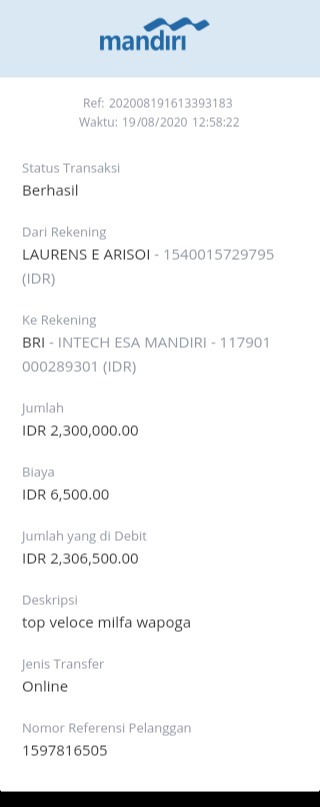 mandiri
Ref: 202008191613393183
Waktu: 19/08/2020 12:58:22
Status Transaksi
Berhasil
Dari Rekening
LAURENS E ARISOI - 1540015729795
(IDR)
Ke Rekening
BRI - INTECH ESA MANDIRI - 117901
000289301 (IDR)
Jumlah
IDR 2,300,000.00
Biaya
IDR 6,500.00
Jumlah yang di Debit
IDR 2,306,500.00
Deskripsi
top veloce milfa wapoga
Jenis Transfer
Online
Nomor Referensi Pelanggan
1597816505